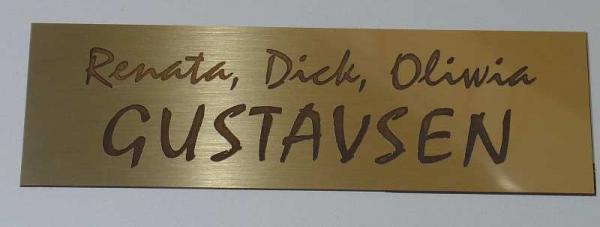 Renata, Dick, Oliwia
GUSTAVSEN